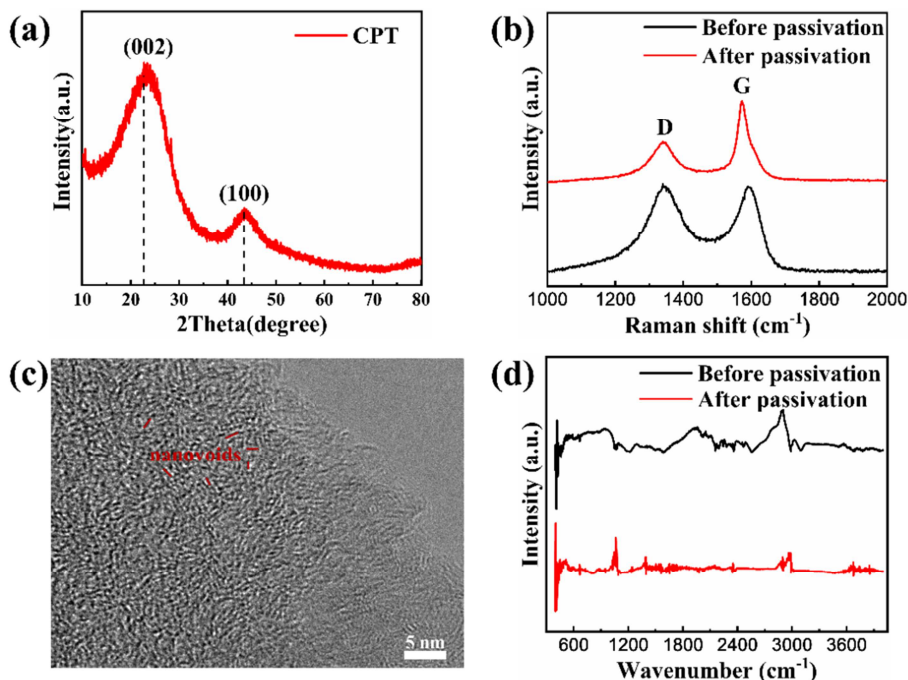 (a)
CPT
(002)
(100)
Intensity(a.u.)
10 20 30 40 50 60 70 80
2Theta(degree)
(b)
Before passivation
After passivation
G
D
Intensity(a.u.)
1000 1200 1400 1600 1800 2000
Raman shift (cm⁻¹)
(c)
nanovoids
5 nm
(d)
Before passivation
After passivation
Intensity (a.u.)
600 1200 1800 2400 3000 3600
Wavenumber (cm⁻¹)